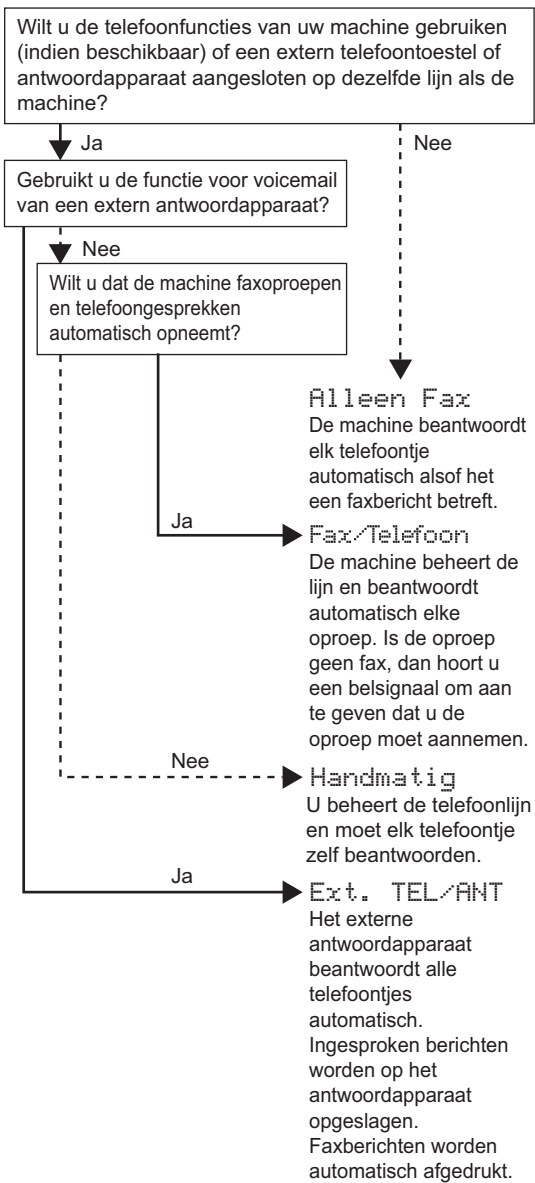 Wilt u de telefoonfuncties van uw machine gebruiken
(indien beschikbaar) of een extern telefoontoestel of
antwoordapparaat aangesloten op dezelfde lijn als de
machine?
Ja
Nee
Gebruikt u de functie voor voicemail
van een extern antwoordapparaat?
Nee
Wilt u dat de machine faxoproepen
en telefoongesprekken
automatisch opneemt?
Alleen Fax
De machine beantwoordt
elk telefoontje
automatisch alsof het
een faxbericht betreft.
Ja
Fax/Telefoon
De machine beheert de
lijn en beantwoordt
automatisch elke
oproep. Is de oproep
geen fax, dan hoort u
een belsignaal om aan
te geven dat u de
oproep moet aannemen.
Nee
Handmatig
U beheert de telefoonlijn
en moet elk telefoontje
zelf beantwoorden.
Ja
Ext. TEL/ANT
Het externe
antwoordapparaat
beantwoordt alle
telefoontjes
automatisch.
Ingesproken berichten
worden op het
antwoordapparaat
opgeslagen.
Faxberichten worden
automatisch afgedrukt.